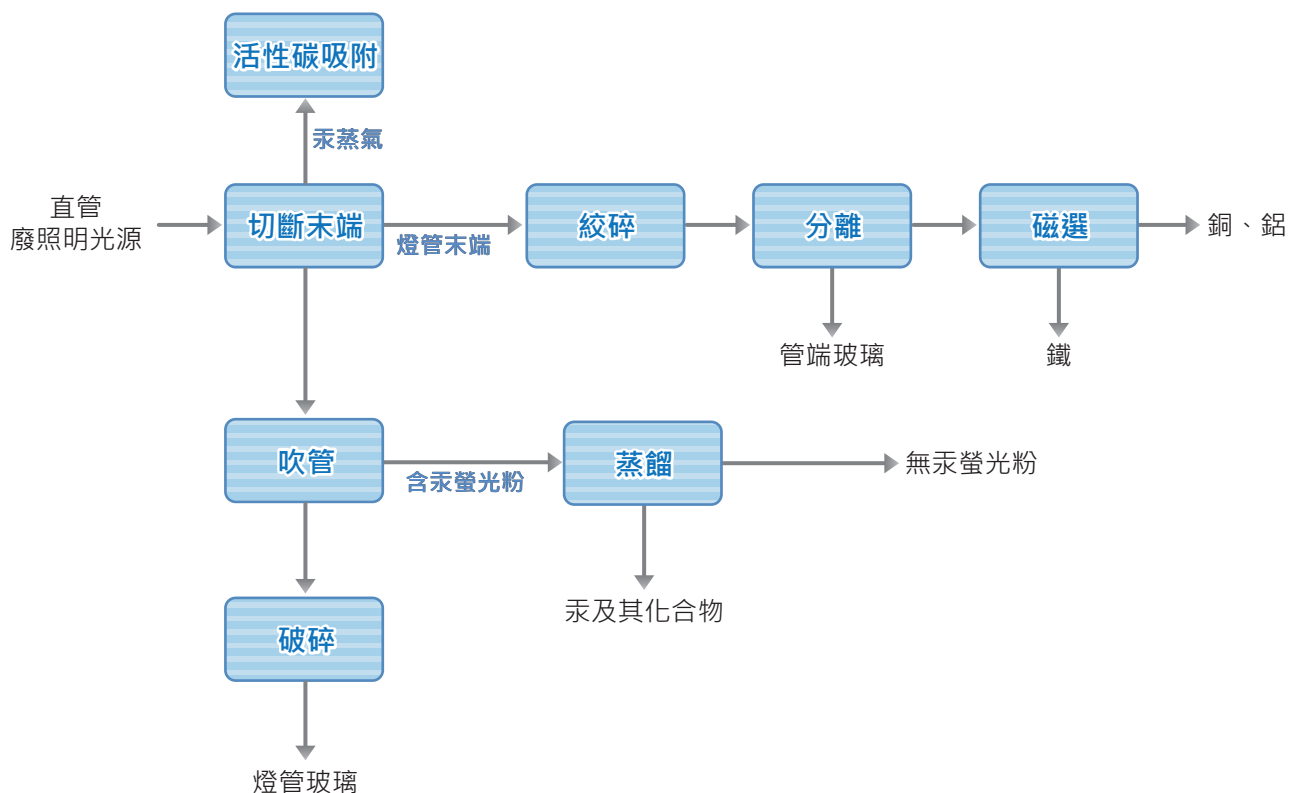 活性碳吸附
汞蒸氣
直管
廢照明光源
切斷末端
燈管末端
絞碎
分離
磁選
銅、鋁
管端玻璃
鐵
吹管
含汞螢光粉
蒸餾
無汞螢光粉
汞及其化合物
破碎
燈管玻璃